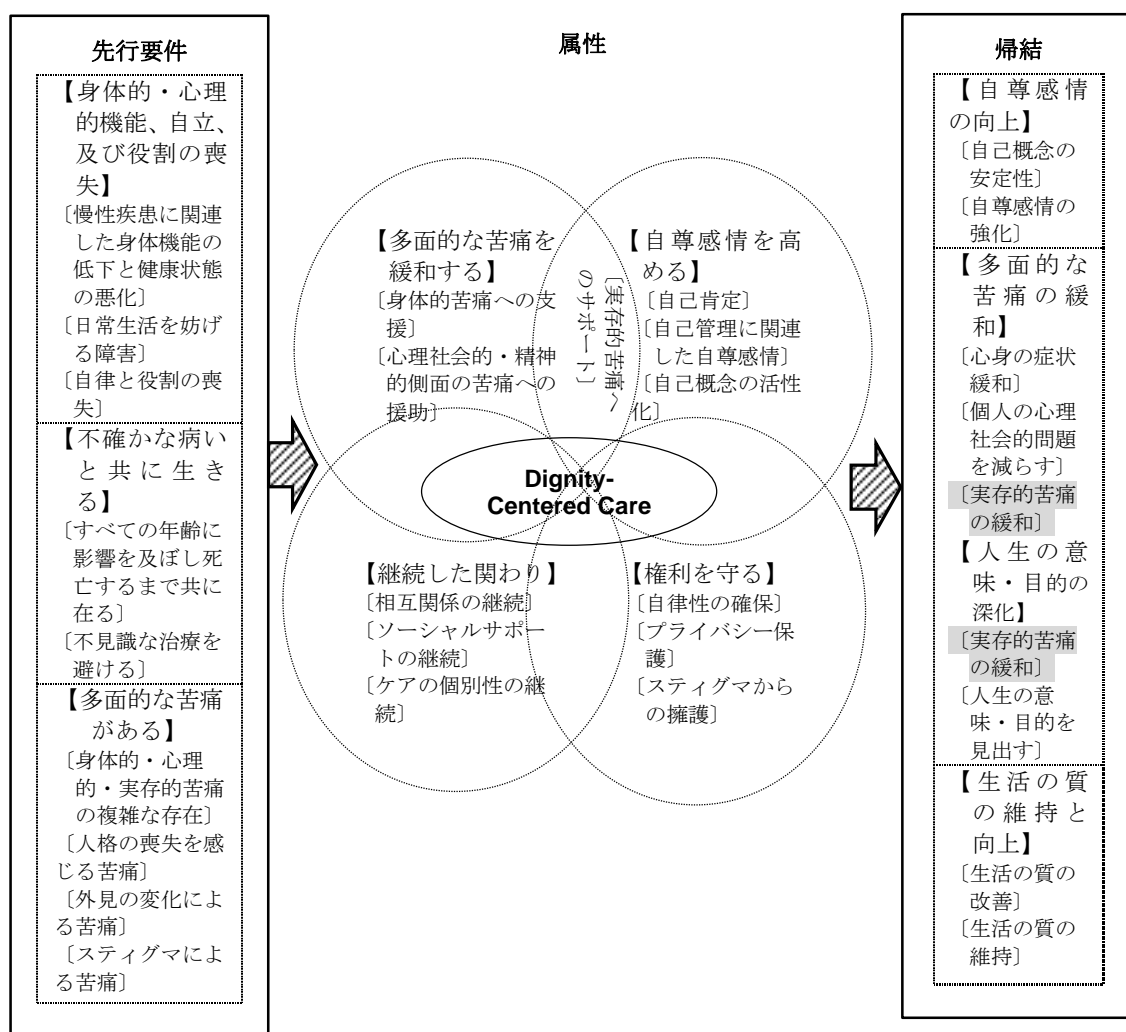 先行要件
【身体的・心理
的機能、自立、
及び役割の喪
失】
〔慢性疾患に関連
した身体機能の
低下と健康状態
の悪化〕
〔日常生活を妨げ
る障害〕
〔自律と役割の喪
失〕
【不確かな病い
と共に生き
る】
〔すべての年齢に
影響を及ぼし死
亡するまで共に
在る〕
〔不見識な治療を
避ける〕
【多面的な苦痛
がある】
〔身体的・心理
的・実存的苦痛
の複雑な存在〕
〔人格の喪失を感
じる苦痛〕
〔外見の変化によ
る苦痛〕
〔スティグマによ
る苦痛〕
属性
【多面的な苦痛を
緩和する】
〔身体的苦痛への支
援〕
〔心理社会的・精神
的側面の苦痛への
援助〕
〔実存的苦痛へ
のサポート〕
【自尊感情を高
める】
〔自己肯定〕
〔自己管理に関連
した自尊感情〕
〔自己概念の活性
化〕
Dignity-
Centered Care
【継続した関わり】
〔相互関係の継続〕
〔ソーシャルサポー
トの継続〕
〔ケアの個別性の継
続〕
【権利を守る】
〔自律性の確保〕
〔プライバシー保
護〕
〔スティグマから
の擁護〕
帰結
【自尊感情
の向上】
〔自己概念の
安定性〕
〔自尊感情の
強化〕
【多面的な
苦痛の緩
和】
〔心身の症状
緩和〕
〔個人の心理
社会的問題
を減らす〕
〔実存的苦痛
の緩和〕
【人生の意
味・目的の
深化】
〔実存的苦痛
の緩和〕
〔人生の意
味・目的を
見出す〕
【生活の質
の維持と
向上】
〔生活の質の
改善〕
〔生活の質の
維持〕